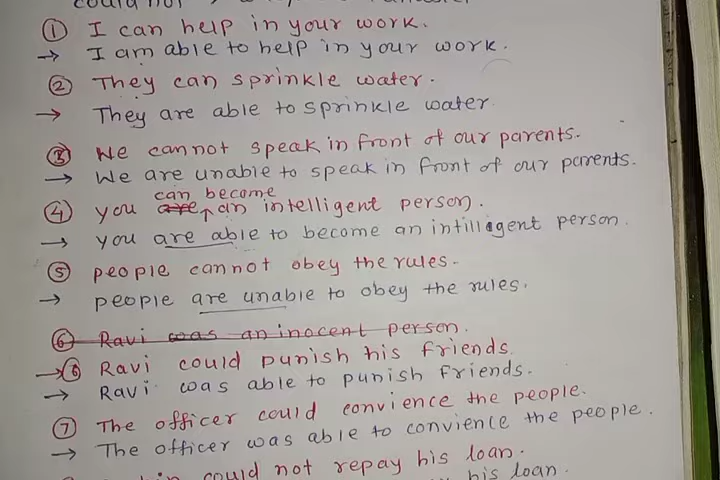 could not
① I can help in your work.
→ I am able to help in your work.
② They can sprinkle water.
→ They are able to sprinkle water.
③ We cannot speak in front of our parents.
→ We are unable to speak in front of our parents.
can become
④ you are an intelligent person.
→ you are able to become an intilligent person.
⑤ people cannot obey the rules.
→ people are unable to obey the rules.
⑥ Ravi was an inocent person.
→ ⑥ Ravi could punish his friends.
→ Ravi was able to punish friends.
⑦ The officer could convience the people.
→ The officer was able to convience the people.
could not repay his loan.
his loan.